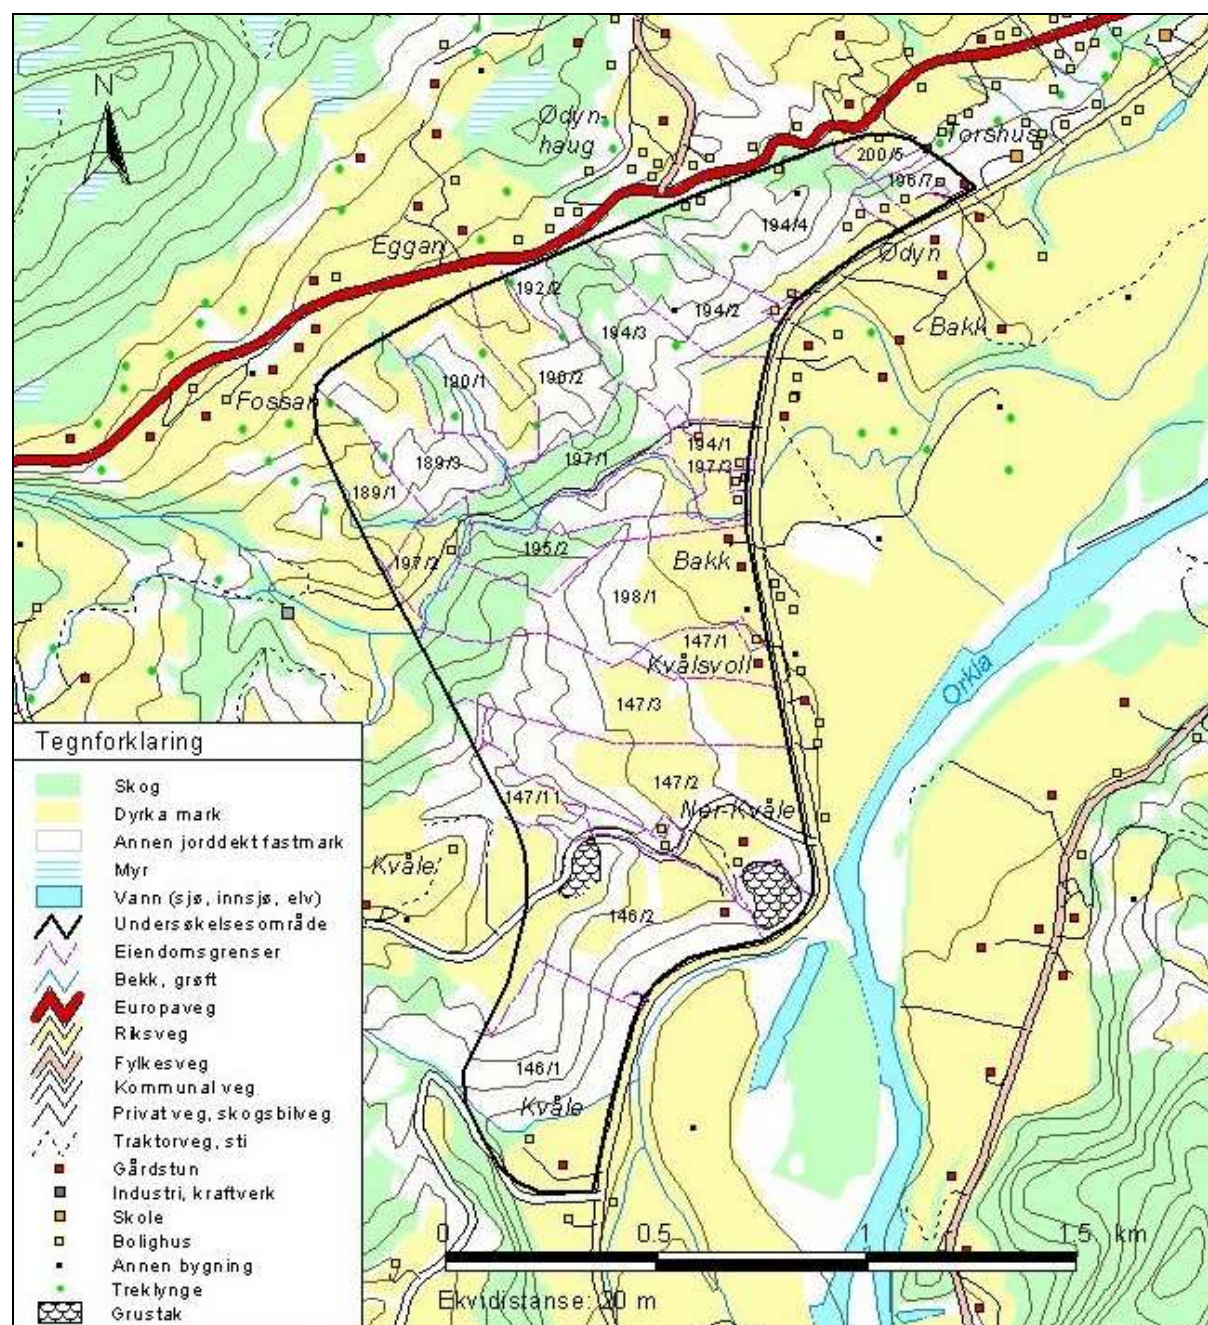 N
Ødyn-
haug
Torshus
200/5
196/7
194/4
Eggan
Ødyn
192/2
194/2
Bakk
194/3
190/1
196/2
Fossan
194/1
197/1
197/3
189/3
189/1
195/2
197/2
Bakk
198/1
147/1
Kvålsvoll
Orkla
147/3
147/2
147/11
Ner-Kvåle
Kvåle
146/2
146/1
Kvåle
Tegnforklaring
Skog
Dyrka mark
Annen jorddekt fastmark
Myr
Vann (sjø, innsjø, elv)
Undersøkelsesområde
Eiendomsgrenser
Bekk, grøft
Europaveg
Riksveg
Fylkesveg
Kommunal veg
Privat veg, skogsbilveg
Traktorveg, sti
Gårdstun
Industri, kraftverk
Skole
Bolighus
Annen bygning
Treklynge
Grustak
0 0.5 1 1.5 km
Ekvidistanse: 20 m